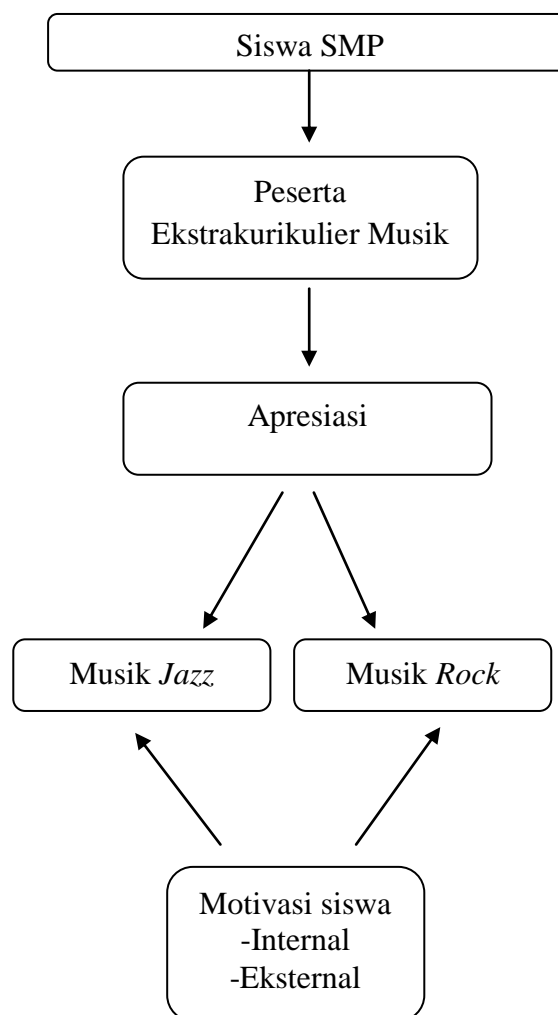 Siswa SMP
Peserta
Ekstrakurikulier Musik
Apresiasi
Musik Jazz
Musik Rock
Motivasi siswa
-Internal
-Eksternal